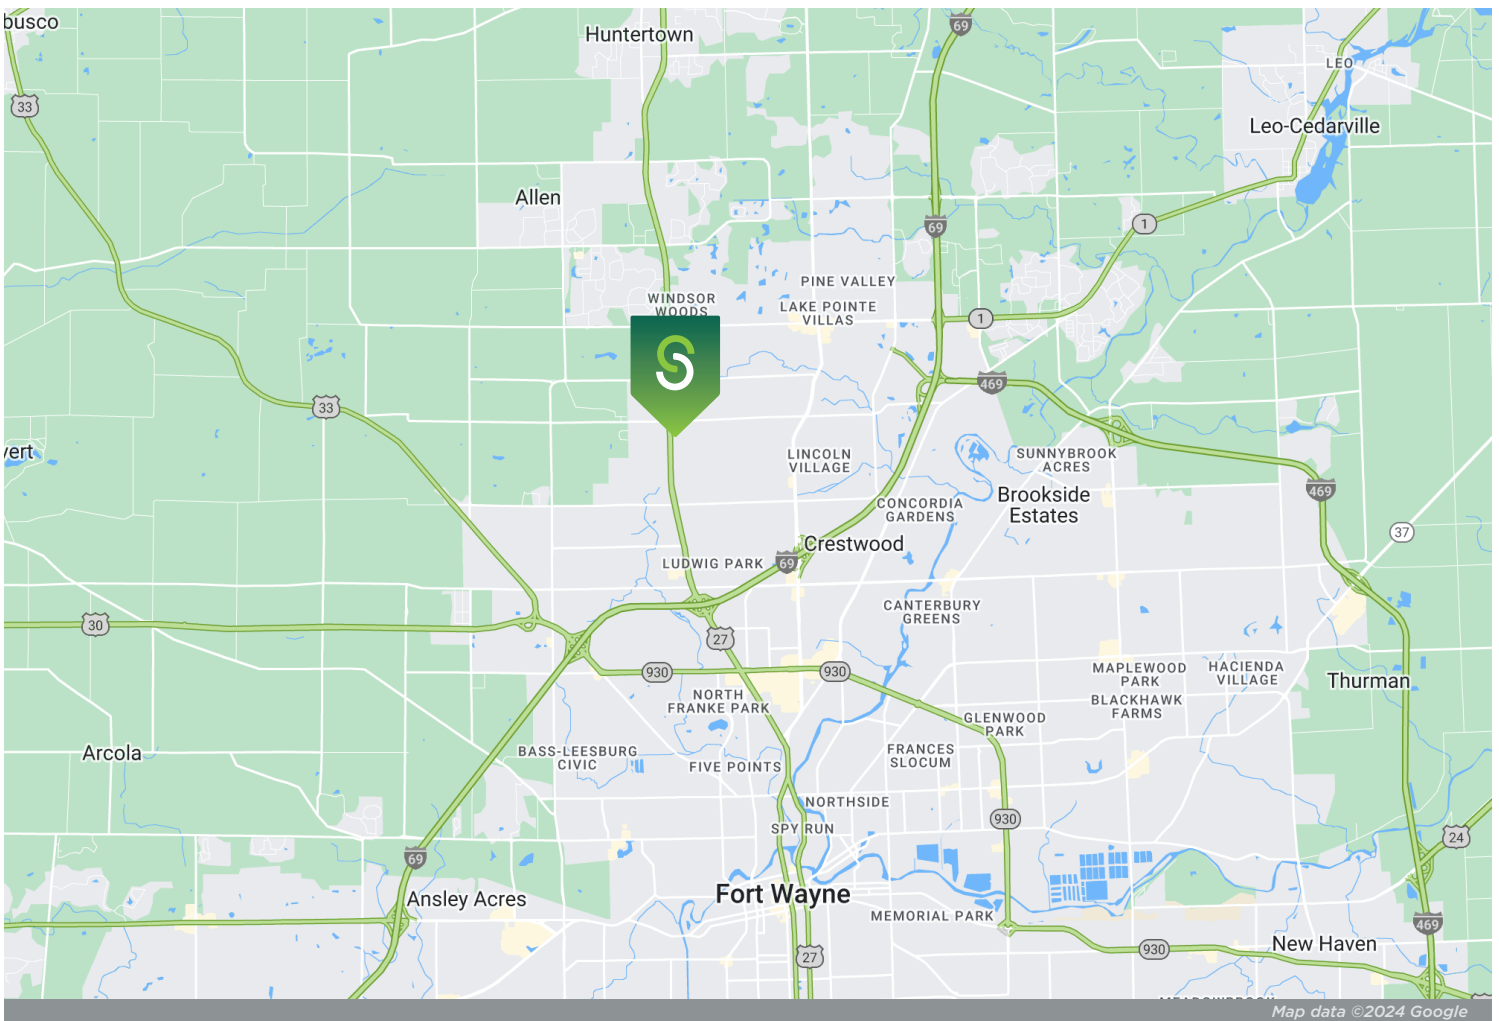 busco
Huntertown
69
LEO
33
Leo-Cedarville
Allen
1
69
PINE VALLEY
WINDSOR
WOODS
LAKE POINTE
VILLAS
1
S
469
33
vert
LINCOLN
VILLAGE
SUNNYBROOK
ACRES
469
Brookside
Estates
CONCORDIA
GARDENS
37
Crestwood
LUDWIG PARK
69
CANTERBURY
GREENS
30
27
930
930
MAPLEWOOD
PARK
HACIENDA
VILLAGE
Thurman
NORTH
FRANKE PARK
BLACKHAWK
FARMS
GLENWOOD
PARK
Arcola
BASS-LEESBURG
CIVIC
FIVE POINTS
FRANCES
SLOCUM
NORTHSIDE
930
SPY RUN
24
69
Fort Wayne
Ansley Acres
MEMORIAL PARK
469
New Haven
930
27
Map data ©2024 Google